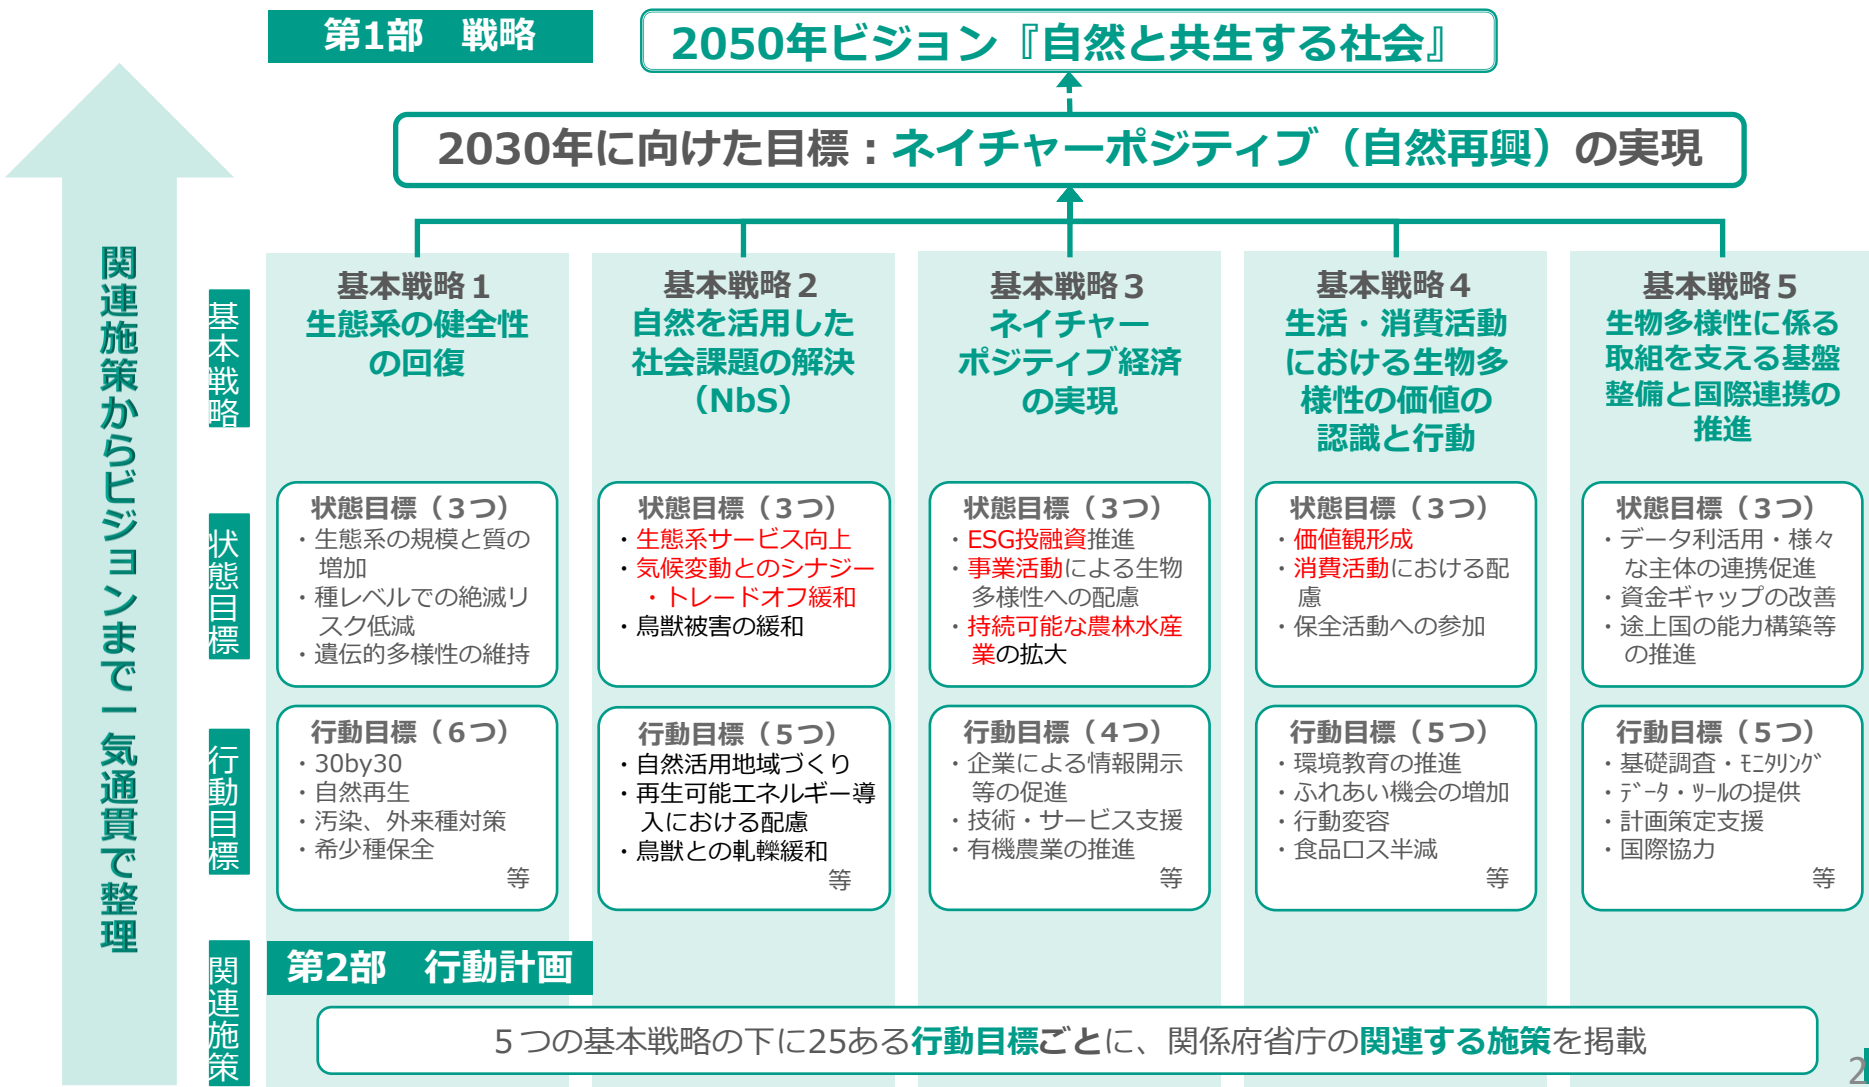 第1部　戦略
2050年ビジョン『自然と共生する社会』
2030年に向けた目標：ネイチャーポジティブ（自然再興）の実現
関連施策からビジョンまで一気通貫で整理
基本戦略
基本戦略１
生態系の健全性
の回復
基本戦略２
自然を活用した
社会課題の解決
（NbS）
基本戦略３
ネイチャー
ポジティブ経済
の実現
基本戦略４
生活・消費活動
における生物多
様性の価値の
認識と行動
基本戦略５
生物多様性に係る
取組を支える基盤
整備と国際連携の
推進
状態目標
状態目標（３つ）
・生態系の規模と質の
増加
・種レベルでの絶滅リ
スク低減
・遺伝的多様性の維持
状態目標（３つ）
・生態系サービス向上
・気候変動とのシナジー
・トレードオフ緩和
・鳥獣被害の緩和
状態目標（３つ）
・ESG投融資推進
・事業活動による生物
多様性への配慮
・持続可能な農林水産
業の拡大
状態目標（３つ）
・価値観形成
・消費活動における配
慮
・保全活動への参加
状態目標（３つ）
・データ利活用・様々
な主体の連携促進
・資金ギャップの改善
・途上国の能力構築等
の推進
行動目標
行動目標（６つ）
・30by30
・自然再生
・汚染、外来種対策
・希少種保全
等
行動目標（５つ）
・自然活用地域づくり
・再生可能エネルギー導
入における配慮
・鳥獣との軋轢緩和
等
行動目標（４つ）
・企業による情報開示
等の促進
・技術・サービス支援
・有機農業の推進
等
行動目標（５つ）
・環境教育の推進
・ふれあい機会の増加
・行動変容
・食品ロス半減
等
行動目標（５つ）
・基礎調査・ﾓﾆﾀﾘﾝｸﾞ
・ﾃﾞｰﾀ・ﾂｰﾙの提供
・計画策定支援
・国際協力
等
関連施策
第2部　行動計画
５つの基本戦略の下に25ある行動目標ごとに、関係府省庁の関連する施策を掲載
2